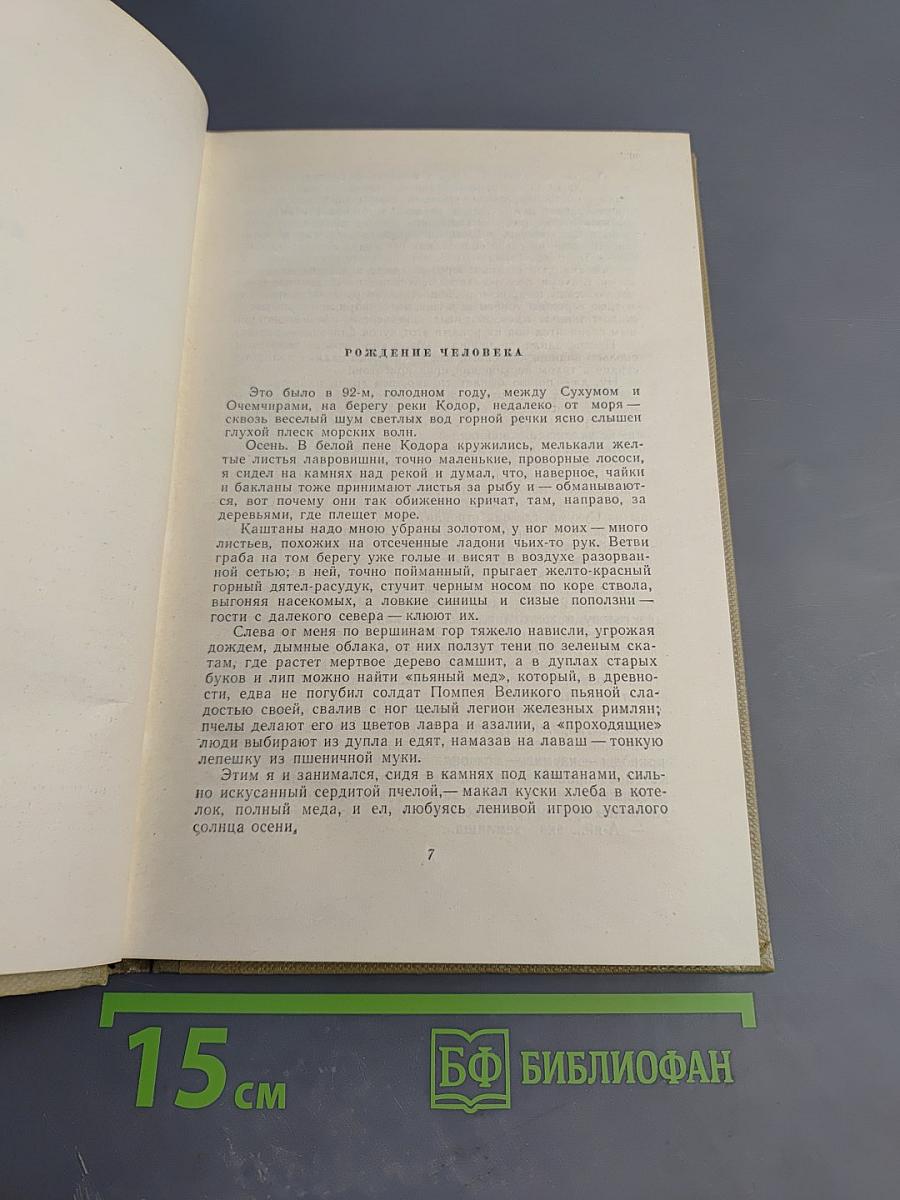 РОЖДЕНИЕ ЧЕЛОВЕКА
Это было в 92-м, голодном году, между Сухумом и
Очемчирами, на берегу реки Кодор, недалеко от моря —
сквозь веселый шум светлых вод горной речки ясно слышен
глухой плеск морских волн.
Осень. В белой пене Кодора кружились, мелькали жел-
тые листья лавровишни, точно маленькие, проворные лососи,
я сидел на камнях над рекой и думал, что, наверное, чайки
и бакланы тоже принимают листья за рыбу и — обманывают-
ся, вот почему они так обиженно кричат, там, направо, за
деревьями, где плещет море.
Каштаны надо мною убраны золотом, у ног моих — много
листьев, похожих на отсеченные ладони чьих-то рук. Ветви
граба на том берегу уже голые и висят в воздухе разорван-
ной сетью; в ней, точно пойманный, прыгает желто-красный
горный дятел-расудук, стучит черным носом по коре ствола,
выгоняя насекомых, а ловкие синицы и сизые поползни —
гости с далекого севера — клюют их.
Слева от меня по вершинам гор тяжело нависли, угрожая
дождем, дымные облака, от них ползут тени по зеленым ска-
там, где растет мертвое дерево самшит, а в дуплах старых
буков и лип можно найти «пьяный мед», который, в древно-
сти, едва не погубил солдат Помпея Великого пьяной сла-
достью своей, свалив с ног целый легион железных римлян;
пчелы делают его из цветов лавра и азалии, а «проходящие»
люди выбирают из дупла и едят, намазав на лаваш — тонкую
лепешку из пшеничной муки.
Этим я и занимался, сидя в камнях под каштанами, силь-
но искусанный сердитой пчелой,— макал куски хлеба в коте-
лок, полный меда, и ел, любуясь ленивой игрою усталого
солнца осени.
7
15 см
БФ БИБЛИОФАН